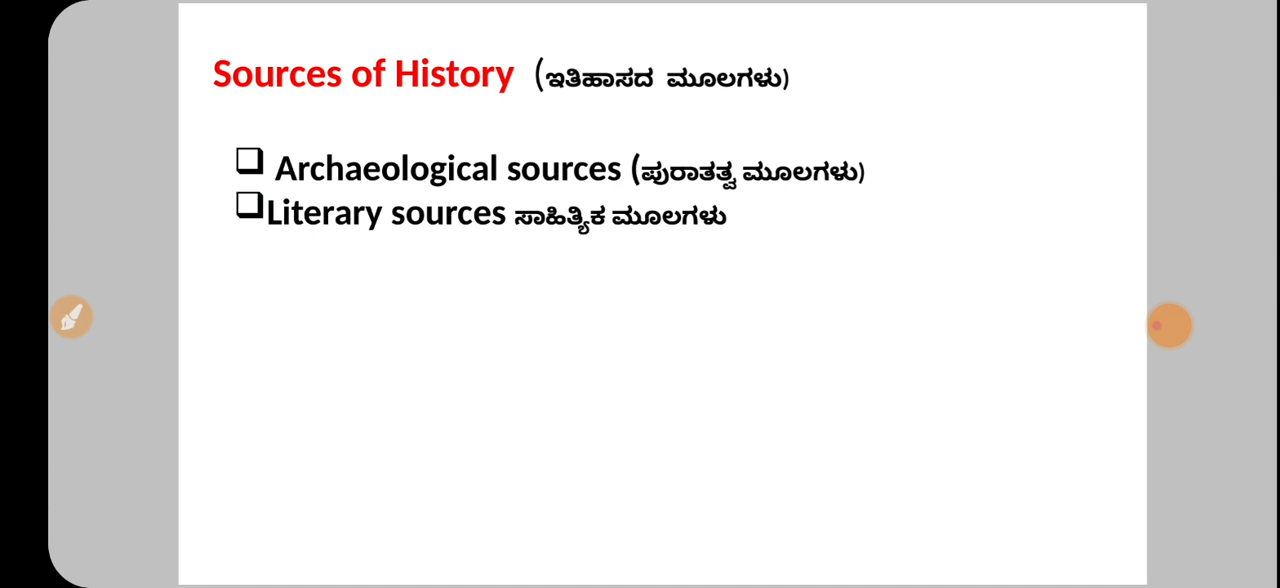 Sources of History (ಇತಿಹಾಸದ ಮೂಲಗಳು)
Archaeological sources (ಪುರಾತತ್ವ ಮೂಲಗಳು)
Literary sources ಸಾಹಿತ್ಯಿಕ ಮೂಲಗಳು